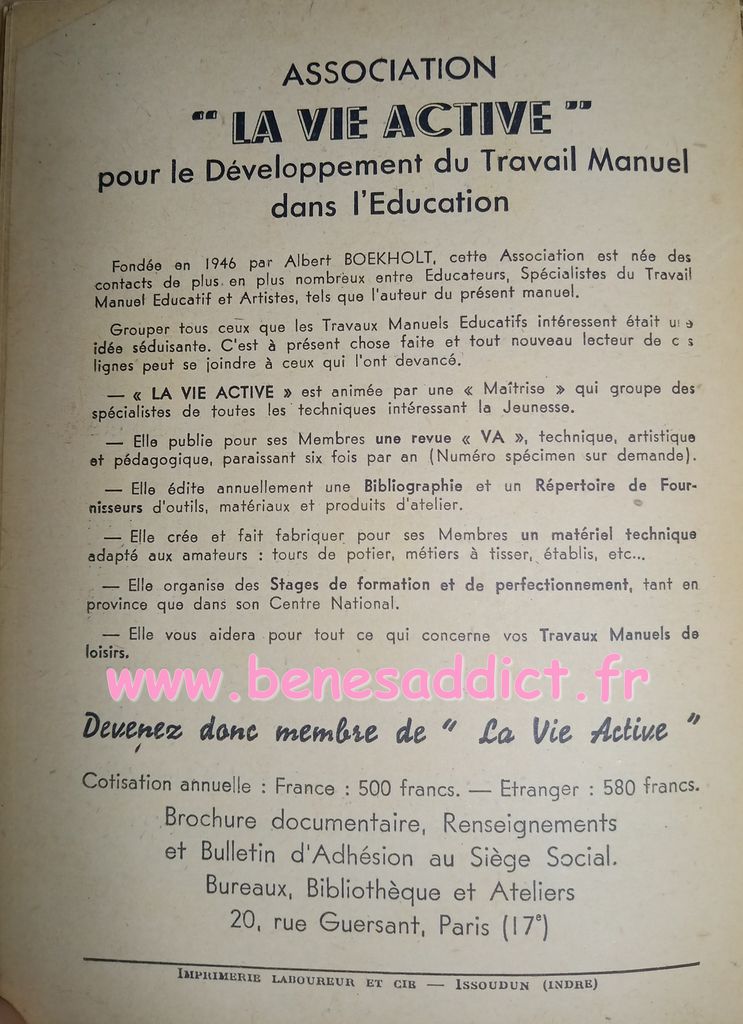 ASSOCIATION
“ LA VIE ACTIVE ”
pour le Développement du Travail Manuel
dans l'Education
Fondée en 1946 par Albert BOEKHOLT, cette Association est née des
contacts de plus en plus nombreux entre Educateurs, Spécialistes du Travail
Manuel Educatif et Artistes, tels que l'auteur du présent manuel.
Grouper tous ceux que les Travaux Manuels Educatifs intéressent était une
idée séduisante. C'est à présent chose faite et tout nouveau lecteur de ces
lignes peut se joindre à ceux qui l'ont devancé.
— « LA VIE ACTIVE » est animée par une « Maîtrise » qui groupe des
spécialistes de toutes les techniques intéressant la Jeunesse.
— Elle publie pour ses Membres une revue « VA », technique, artistique
et pédagogique, paraissant six fois par an (Numéro spécimen sur demande).
— Elle édite annuellement une Bibliographie et un Répertoire de Four-
nisseurs d'outils, matériaux et produits d'atelier.
— Elle crée et fait fabriquer pour ses Membres un matériel technique
adapté aux amateurs : tours de potier, métiers à tisser, établis, etc...
— Elle organise des Stages de formation et de perfectionnement, tant en
province que dans son Centre National.
— Elle vous aidera pour tout ce qui concerne vos Travaux Manuels de
loisirs.
www.benesaddict.fr
Devenez donc membre de “ La Vie Active ”
Cotisation annuelle : France : 500 francs. — Etranger : 580 francs.
Brochure documentaire, Renseignements
et Bulletin d'Adhésion au Siège Social.
Bureaux, Bibliothèque et Ateliers
20, rue Guersant, Paris (17e)
IMPRIMERIE LABOUREUR ET CIE — ISSOUDUN (INDRE)